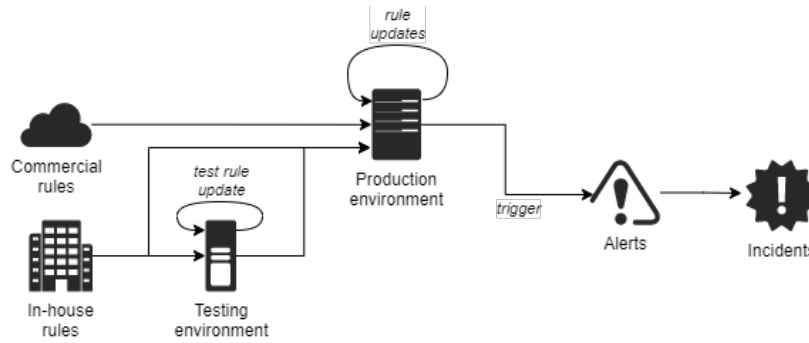 rule
updates
Commercial
rules
test rule
update
Production
environment
trigger
Alerts
Incidents
In-house
rules
Testing
environment